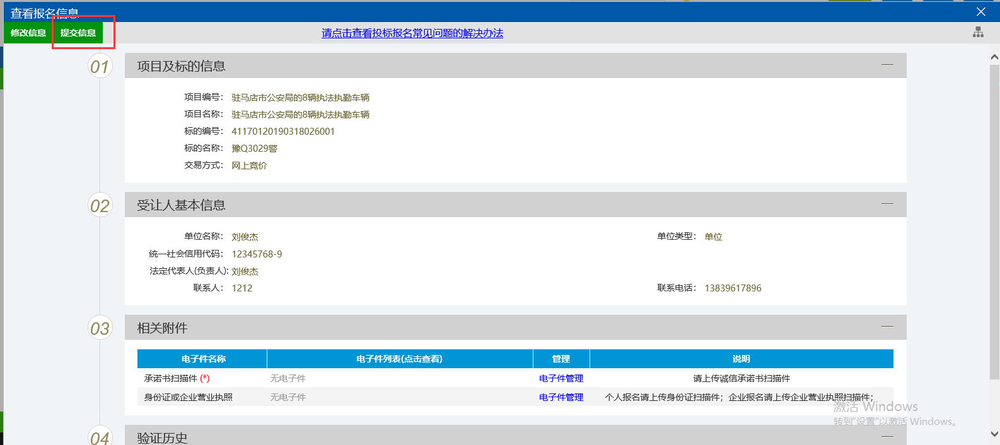 查看报名信息
修改信息 提交信息 请点击查看投标报名常见问题的解决办法
01 项目及标的信息
项目编号： 驻马店市公安局的8辆执法执勤车辆
项目名称： 驻马店市公安局的8辆执法执勤车辆
标的编号： 41170120190318026001
标的名称： 豫Q3029警
交易方式： 网上竞价
02 受让人基本信息
单位名称： 刘俊杰 单位类型： 单位
统一社会信用代码： 12345768-9
法定代表人(负责人): 刘俊杰
联系人： 1212 联系电话： 13839617896
03 相关附件
电子件名称 电子件列表(点击查看) 管理 说明
承诺书扫描件 (*) 无电子件 电子件管理 请上传诚信承诺书扫描件
身份证或企业营业执照 无电子件 电子件管理 个人报名请上传身份证扫描件；企业报名请上传企业营业执照扫描件；
激活 Windows
转到"设置"以激活 Windows。
04 验证历史